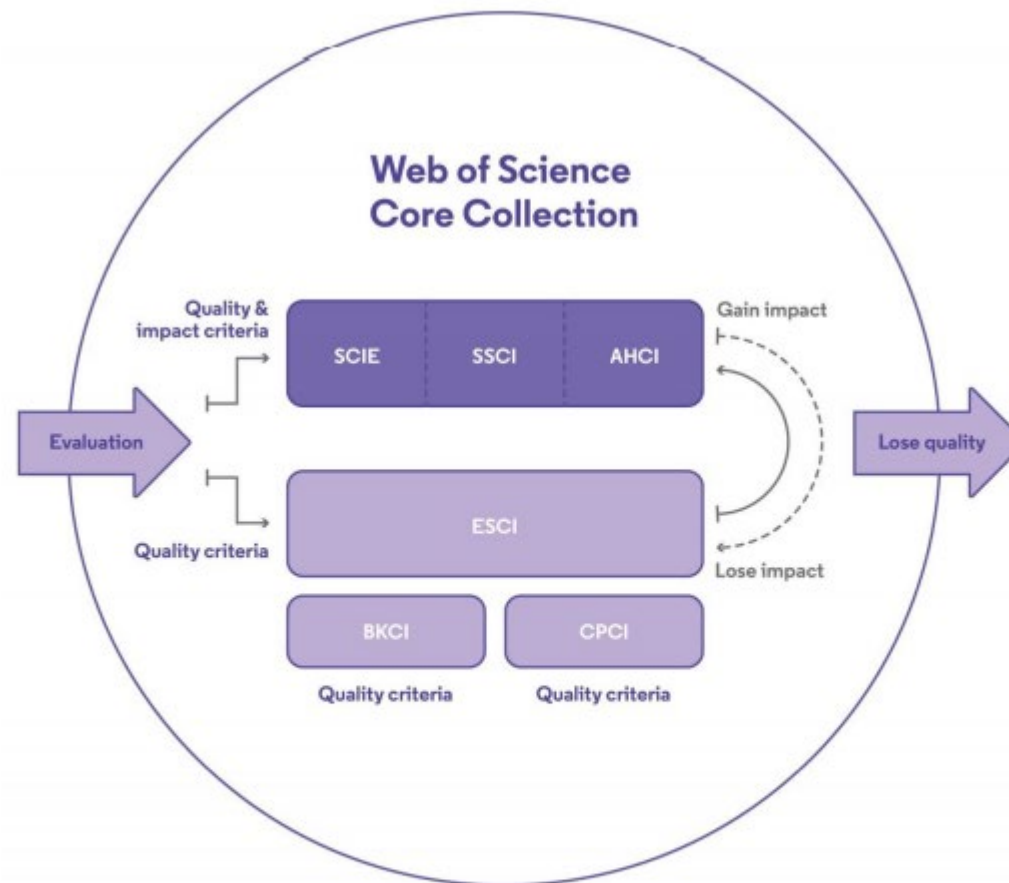 Web of Science
Core Collection
Quality &
impact criteria
Gain impact
SCIE
SSCI
AHCI
Evaluation
Lose quality
ESCI
Quality criteria
Lose impact
BKCI
CPCI
Quality criteria
Quality criteria